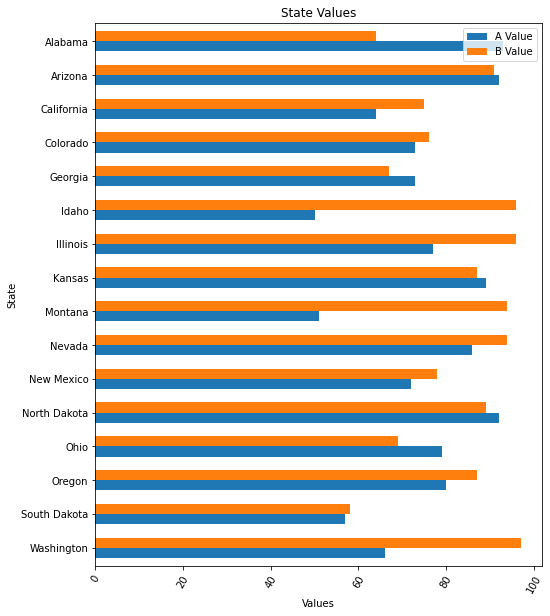 State Values
A Value
B Value
Alabama
Arizona
California
Colorado
Georgia
Idaho
Illinois
Kansas
Montana
Nevada
New Mexico
North Dakota
Ohio
Oregon
South Dakota
Washington
State
0 20 40 60 80 100
Values